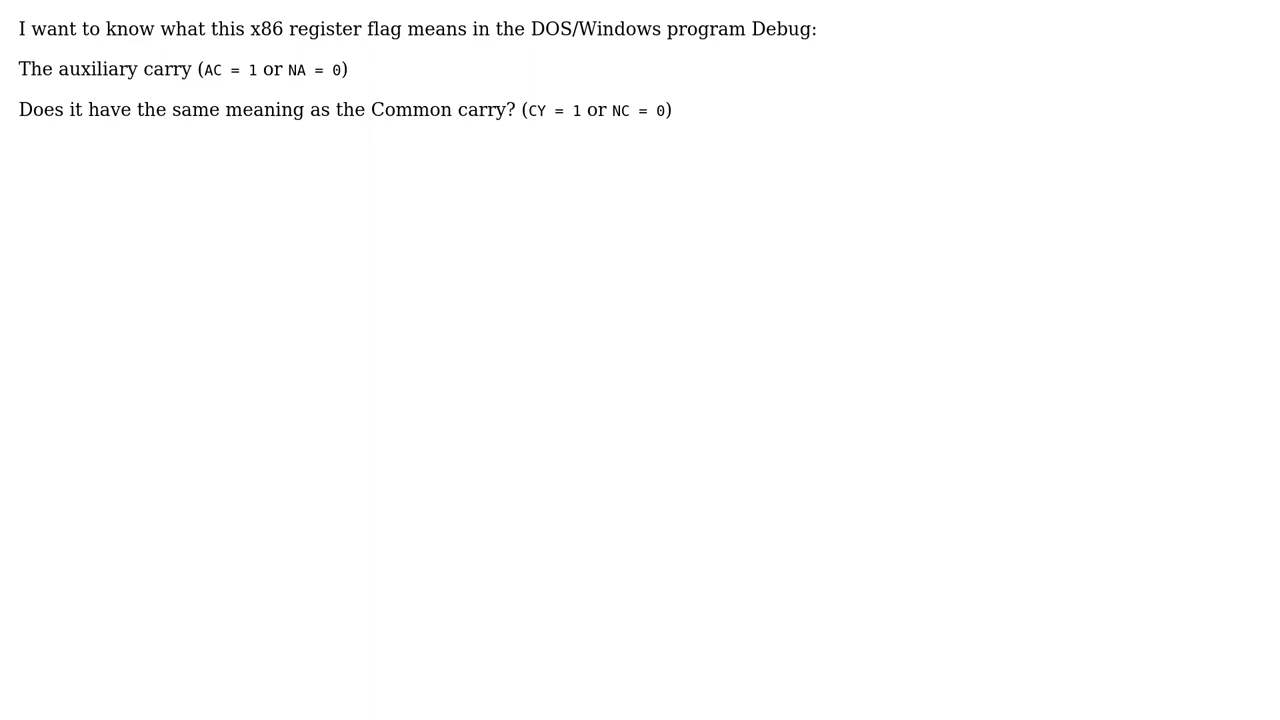 I want to know what this x86 register flag means in the DOS/Windows program Debug:
The auxiliary carry (AC = 1 or NA = 0)
Does it have the same meaning as the Common carry? (CY = 1 or NC = 0)